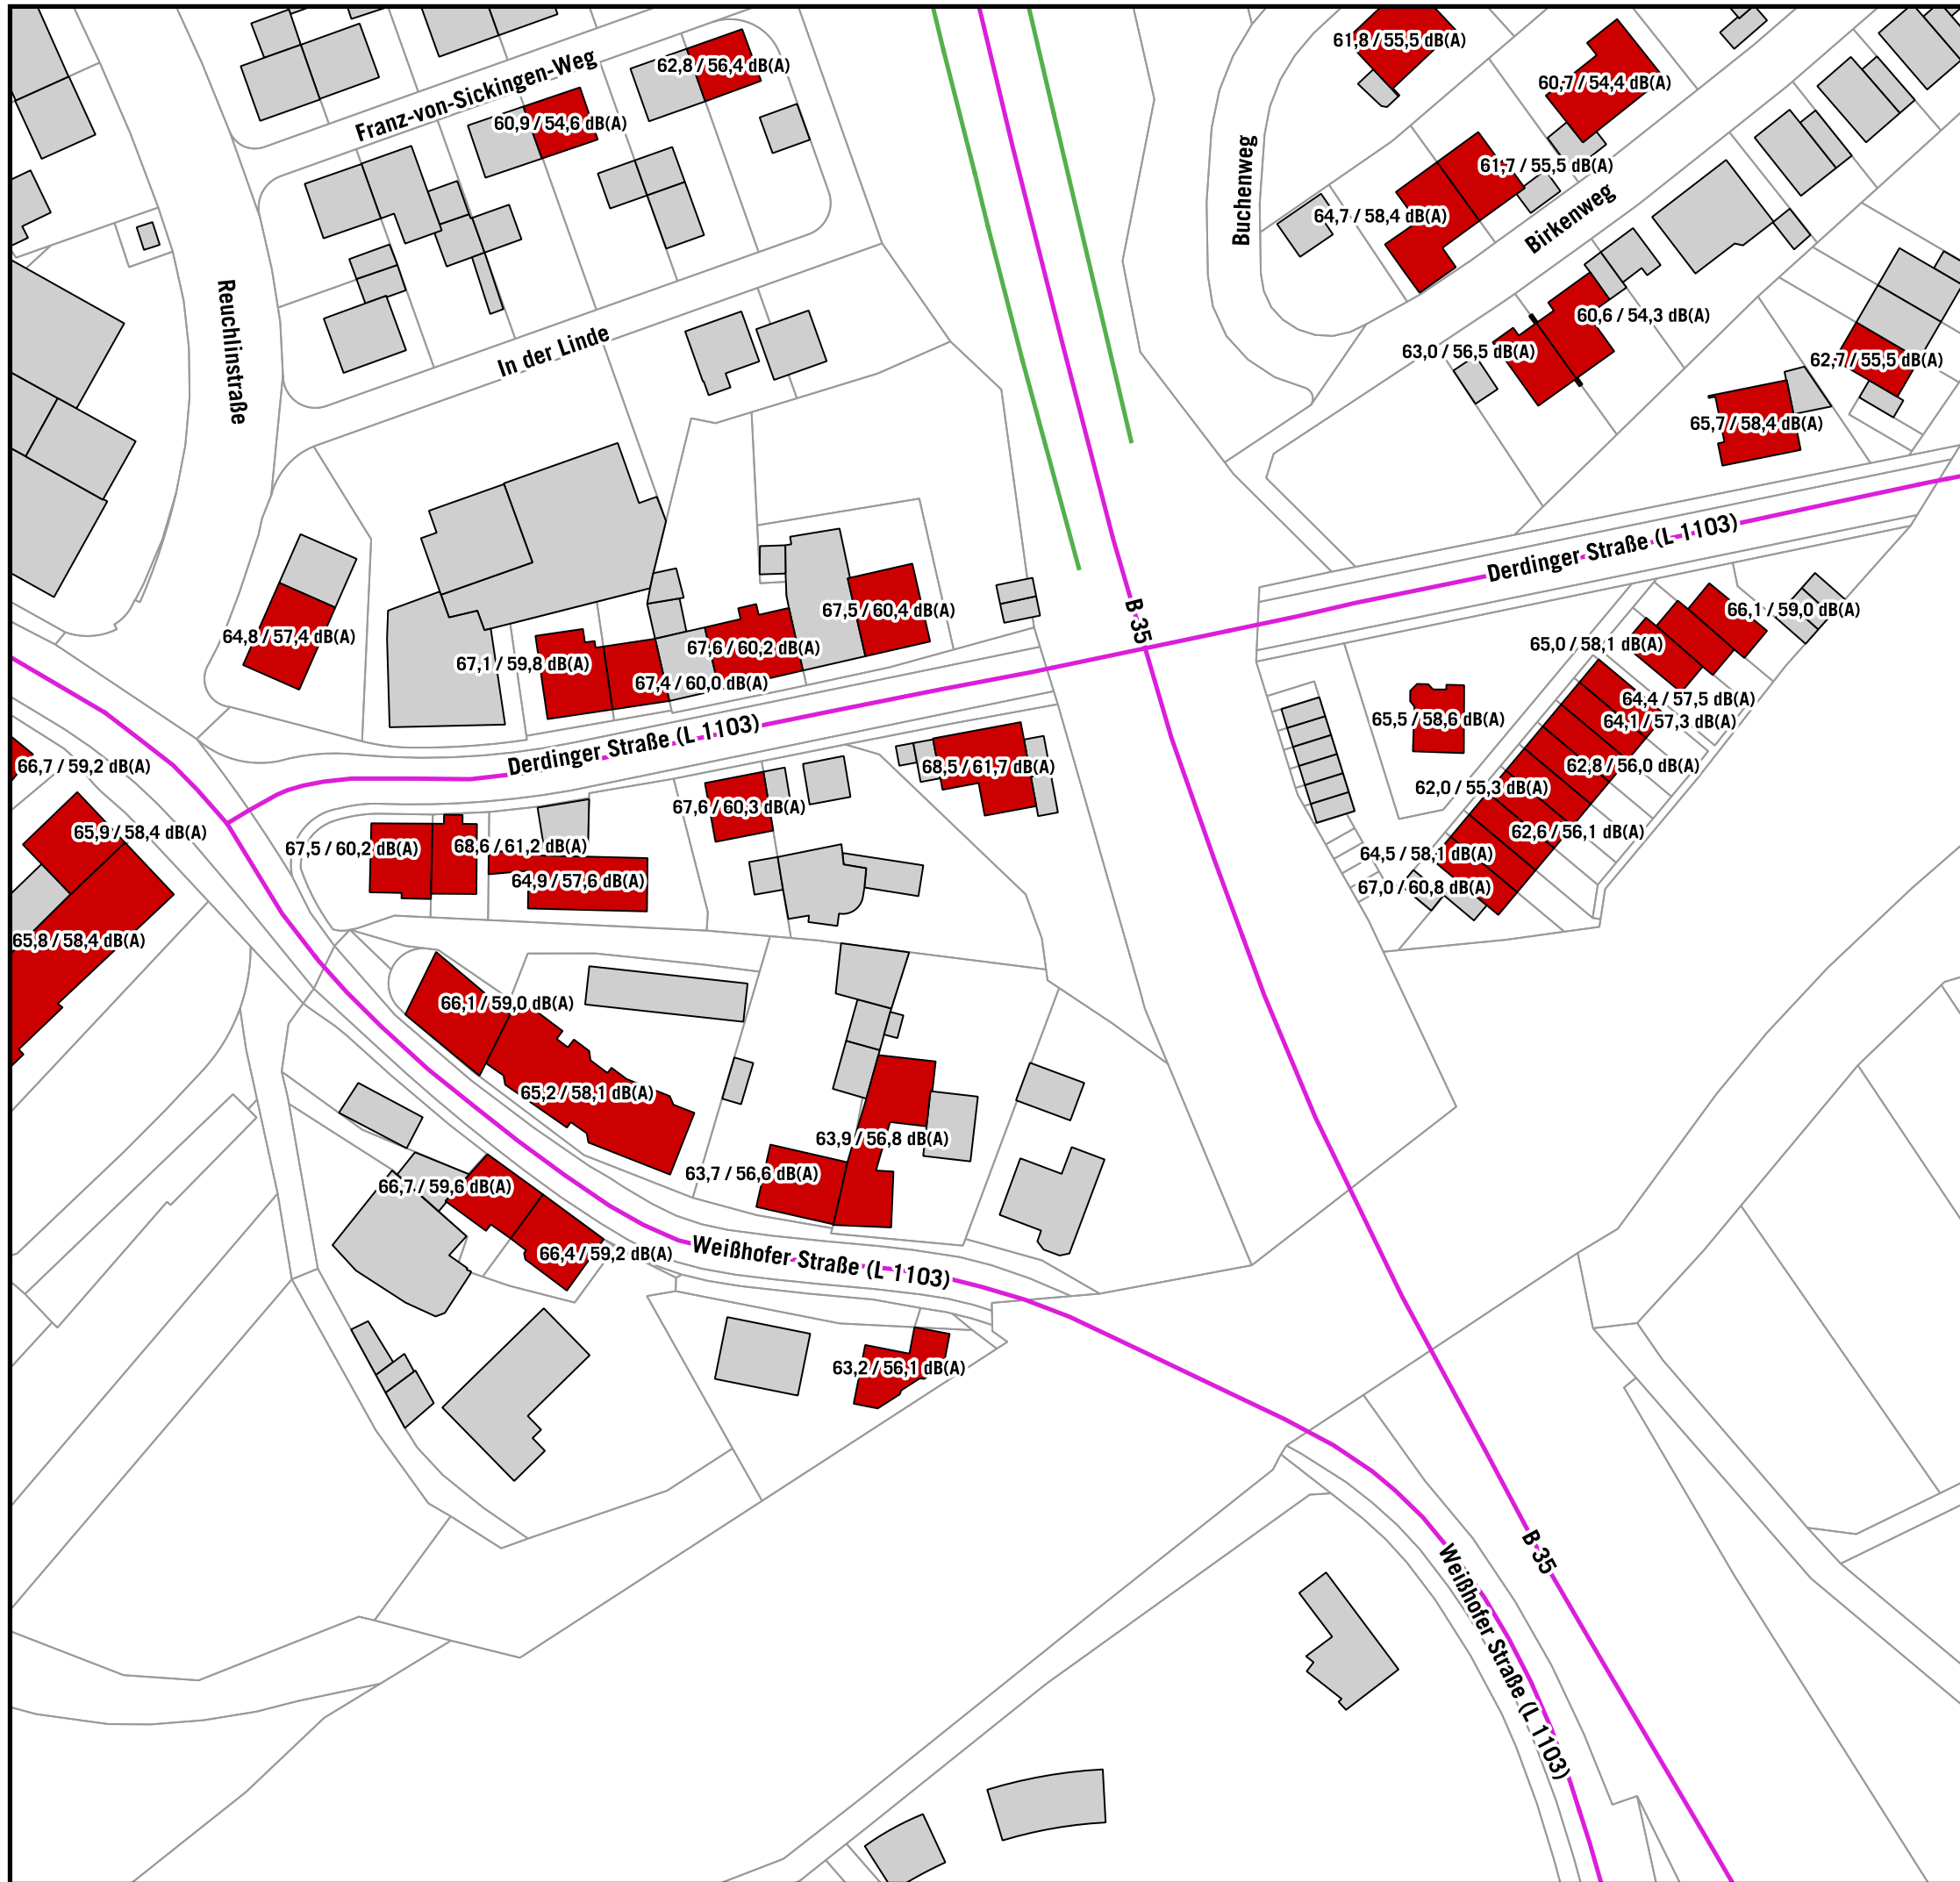 61,8 / 55,5 dB(A)
62,8 / 56,4 dB(A)
60,7 / 54,4 dB(A)
Franz-von-Sickingen-Weg
60,9 / 54,6 dB(A)
61,7 / 55,5 dB(A)
Buchenweg
64,7 / 58,4 dB(A)
Birkenweg
Reuchlinstraße
In der Linde
60,6 / 54,3 dB(A)
63,0 / 56,5 dB(A)
62,7 / 55,5 dB(A)
65,7 / 58,4 dB(A)
Derdinger Straße (L 1103)
67,5 / 60,4 dB(A)
66,1 / 59,0 dB(A)
B 35
64,8 / 57,4 dB(A)
65,0 / 58,1 dB(A)
67,6 / 60,2 dB(A)
67,1 / 59,8 dB(A)
67,4 / 60,0 dB(A)
64,4 / 57,5 dB(A)
65,5 / 58,6 dB(A)
64,1 / 57,3 dB(A)
Derdinger Straße (L 1103)
66,7 / 59,2 dB(A)
68,5 / 61,7 dB(A)
62,8 / 56,0 dB(A)
62,0 / 55,3 dB(A)
67,6 / 60,3 dB(A)
65,9 / 58,4 dB(A)
62,6 / 56,1 dB(A)
67,5 / 60,2 dB(A)
68,6 / 61,2 dB(A)
64,5 / 58,1 dB(A)
64,9 / 57,6 dB(A)
67,0 / 60,8 dB(A)
65,8 / 58,4 dB(A)
66,1 / 59,0 dB(A)
65,2 / 58,1 dB(A)
63,9 / 56,8 dB(A)
63,7 / 56,6 dB(A)
66,7 / 59,6 dB(A)
66,4 / 59,2 dB(A)
Weißhofer Straße (L 1103)
63,2 / 56,1 dB(A)
B 35
Weißhofer Straße (L 1103)